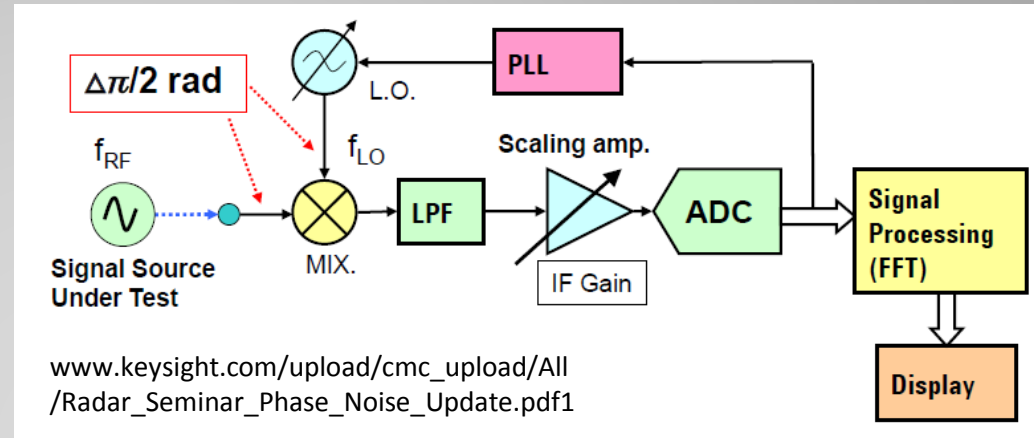 Δπ/2 rad
PLL
L.O.
fRF
fLO
Scaling amp.
LPF
ADC
Signal
Processing
(FFT)
MIX.
Signal Source
Under Test
IF Gain
www.keysight.com/upload/cmc_upload/All
/Radar_Seminar_Phase_Noise_Update.pdf1
Display